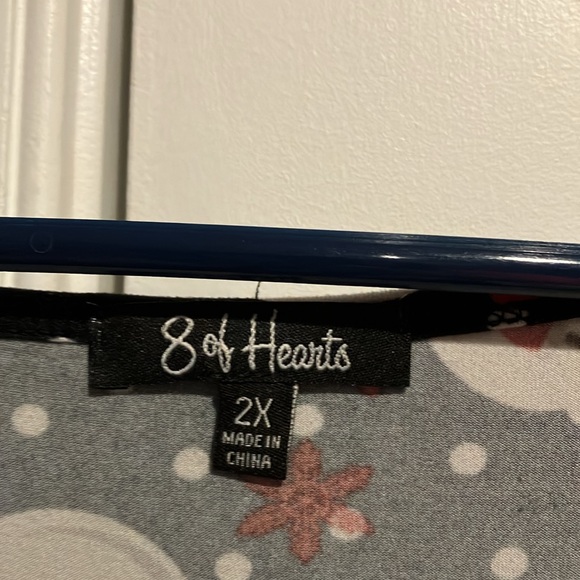 8 of Hearts
2X
MADE IN
CHINA